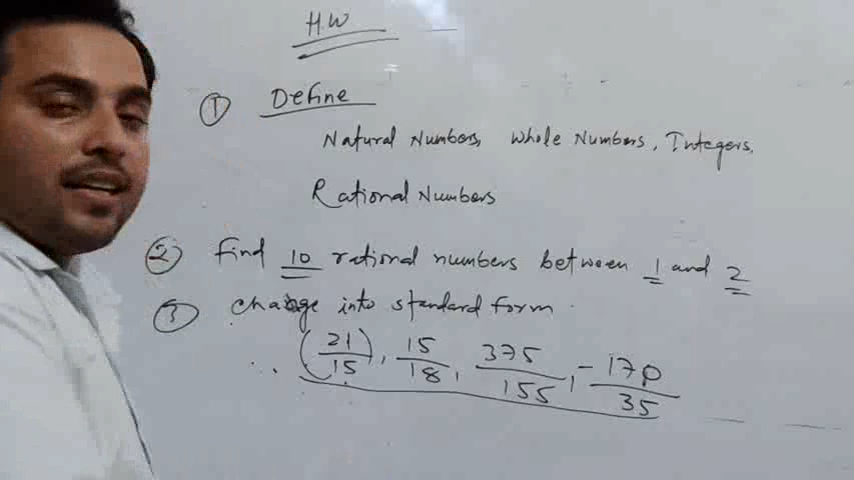 H.W
① Define
Natural Numbers, Whole Numbers, Integers,
Rational Numbers
② Find 10 rational numbers between 1 and 2
③ change into standard form.
(21/15), 15/18, 375/155, -170/35